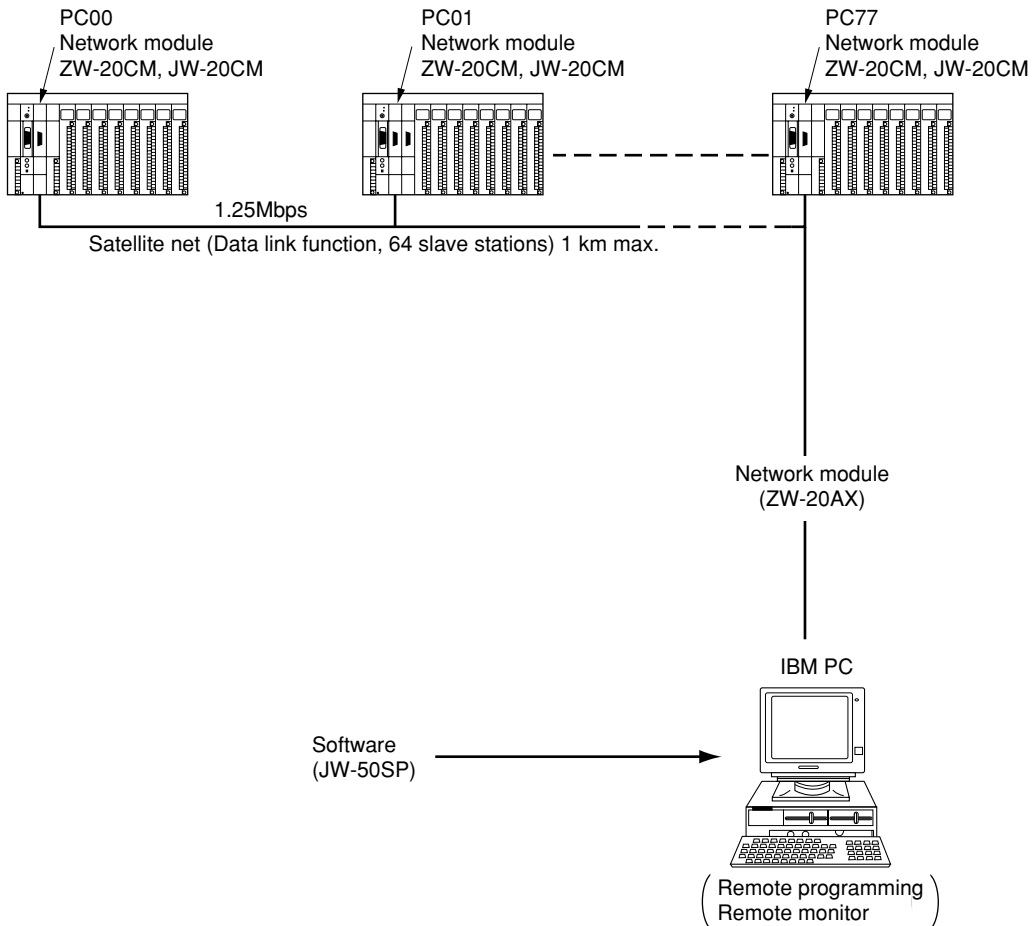 PC00
Network module
ZW-20CM, JW-20CM
PC01
Network module
ZW-20CM, JW-20CM
PC77
Network module
ZW-20CM, JW-20CM
1.25Mbps
Satellite net (Data link function, 64 slave stations) 1 km max.
Network module
(ZW-20AX)
IBM PC
Software
(JW-50SP)
Remote programming
Remote monitor